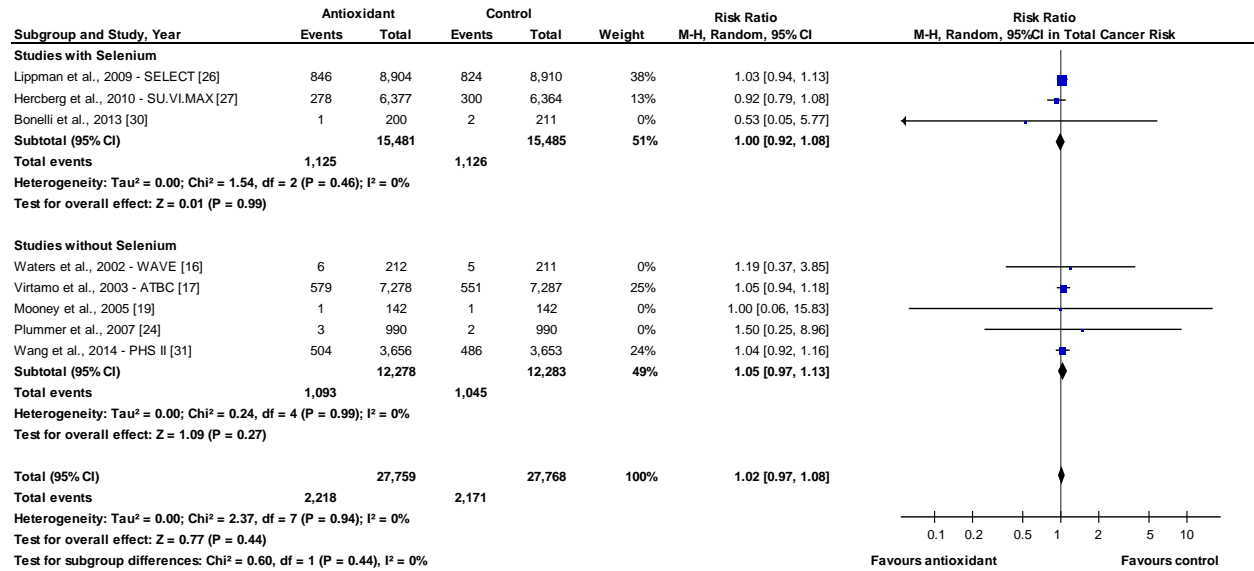 Antioxidant Control Risk Ratio Risk Ratio
Subgroup and Study, Year Events Total Events Total Weight M-H, Random, 95% CI M-H, Random, 95%CI in Total Cancer Risk
Studies with Selenium
Lippman et al., 2009 - SELECT [26] 846 8,904 824 8,910 38% 1.03 [0.94, 1.13]
Hercberg et al., 2010 - SU.VI.MAX [27] 278 6,377 300 6,364 13% 0.92 [0.79, 1.08]
Bonelli et al., 2013 [30] 1 200 2 211 0% 0.53 [0.05, 5.77]
Subtotal (95% CI) 15,481 15,485 51% 1.00 [0.92, 1.08]
Total events 1,125 1,126
Heterogeneity: Tau² = 0.00; Chi² = 1.54, df = 2 (P = 0.46); I² = 0%
Test for overall effect: Z = 0.01 (P = 0.99)
Studies without Selenium
Waters et al., 2002 - WAVE [16] 6 212 5 211 0% 1.19 [0.37, 3.85]
Virtamo et al., 2003 - ATBC [17] 579 7,278 551 7,287 25% 1.05 [0.94, 1.18]
Mooney et al., 2005 [19] 1 142 1 142 0% 1.00 [0.06, 15.83]
Plummer et al., 2007 [24] 3 990 2 990 0% 1.50 [0.25, 8.96]
Wang et al., 2014 - PHS II [31] 504 3,656 486 3,653 24% 1.04 [0.92, 1.16]
Subtotal (95% CI) 12,278 12,283 49% 1.05 [0.97, 1.13]
Total events 1,093 1,045
Heterogeneity: Tau² = 0.00; Chi² = 0.24, df = 4 (P = 0.99); I² = 0%
Test for overall effect: Z = 1.09 (P = 0.27)
Total (95% CI) 27,759 27,768 100% 1.02 [0.97, 1.08]
Total events 2,218 2,171
Heterogeneity: Tau² = 0.00; Chi² = 2.37, df = 7 (P = 0.94); I² = 0%
Test for overall effect: Z = 0.77 (P = 0.44)
0.1 0.2 0.5 1 2 5 10
Test for subgroup differences: Chi² = 0.60, df = 1 (P = 0.44), I² = 0% Favours antioxidant Favours control